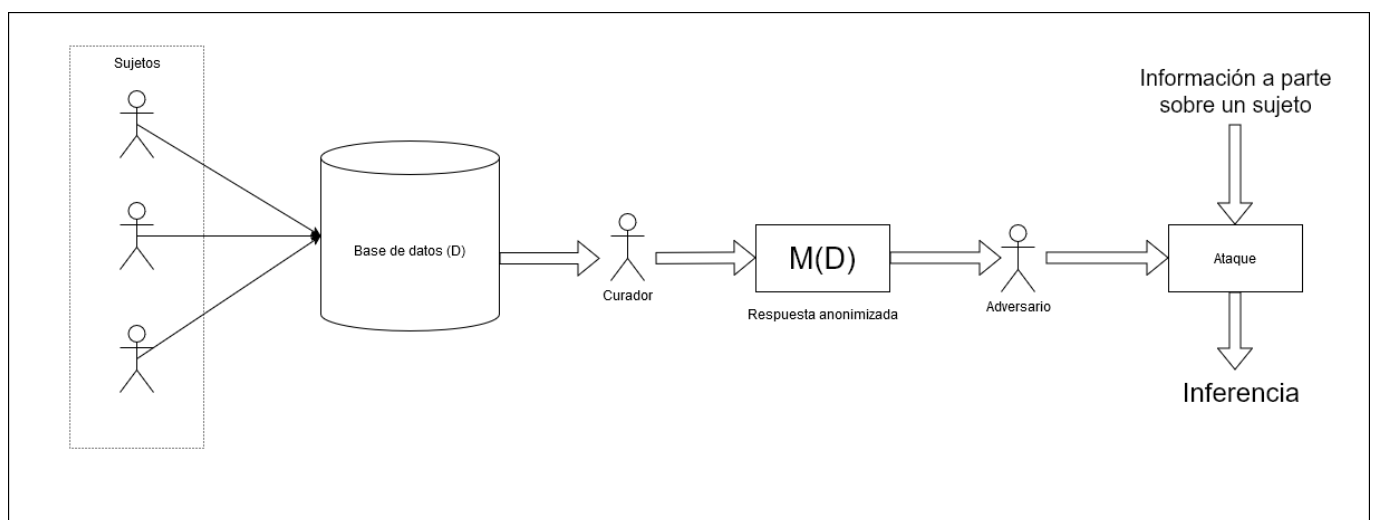 Sujetos
Base de datos (D)
Curador
M(D)
Respuesta anonimizada
Adversario
Información a parte
sobre un sujeto
Ataque
Inferencia